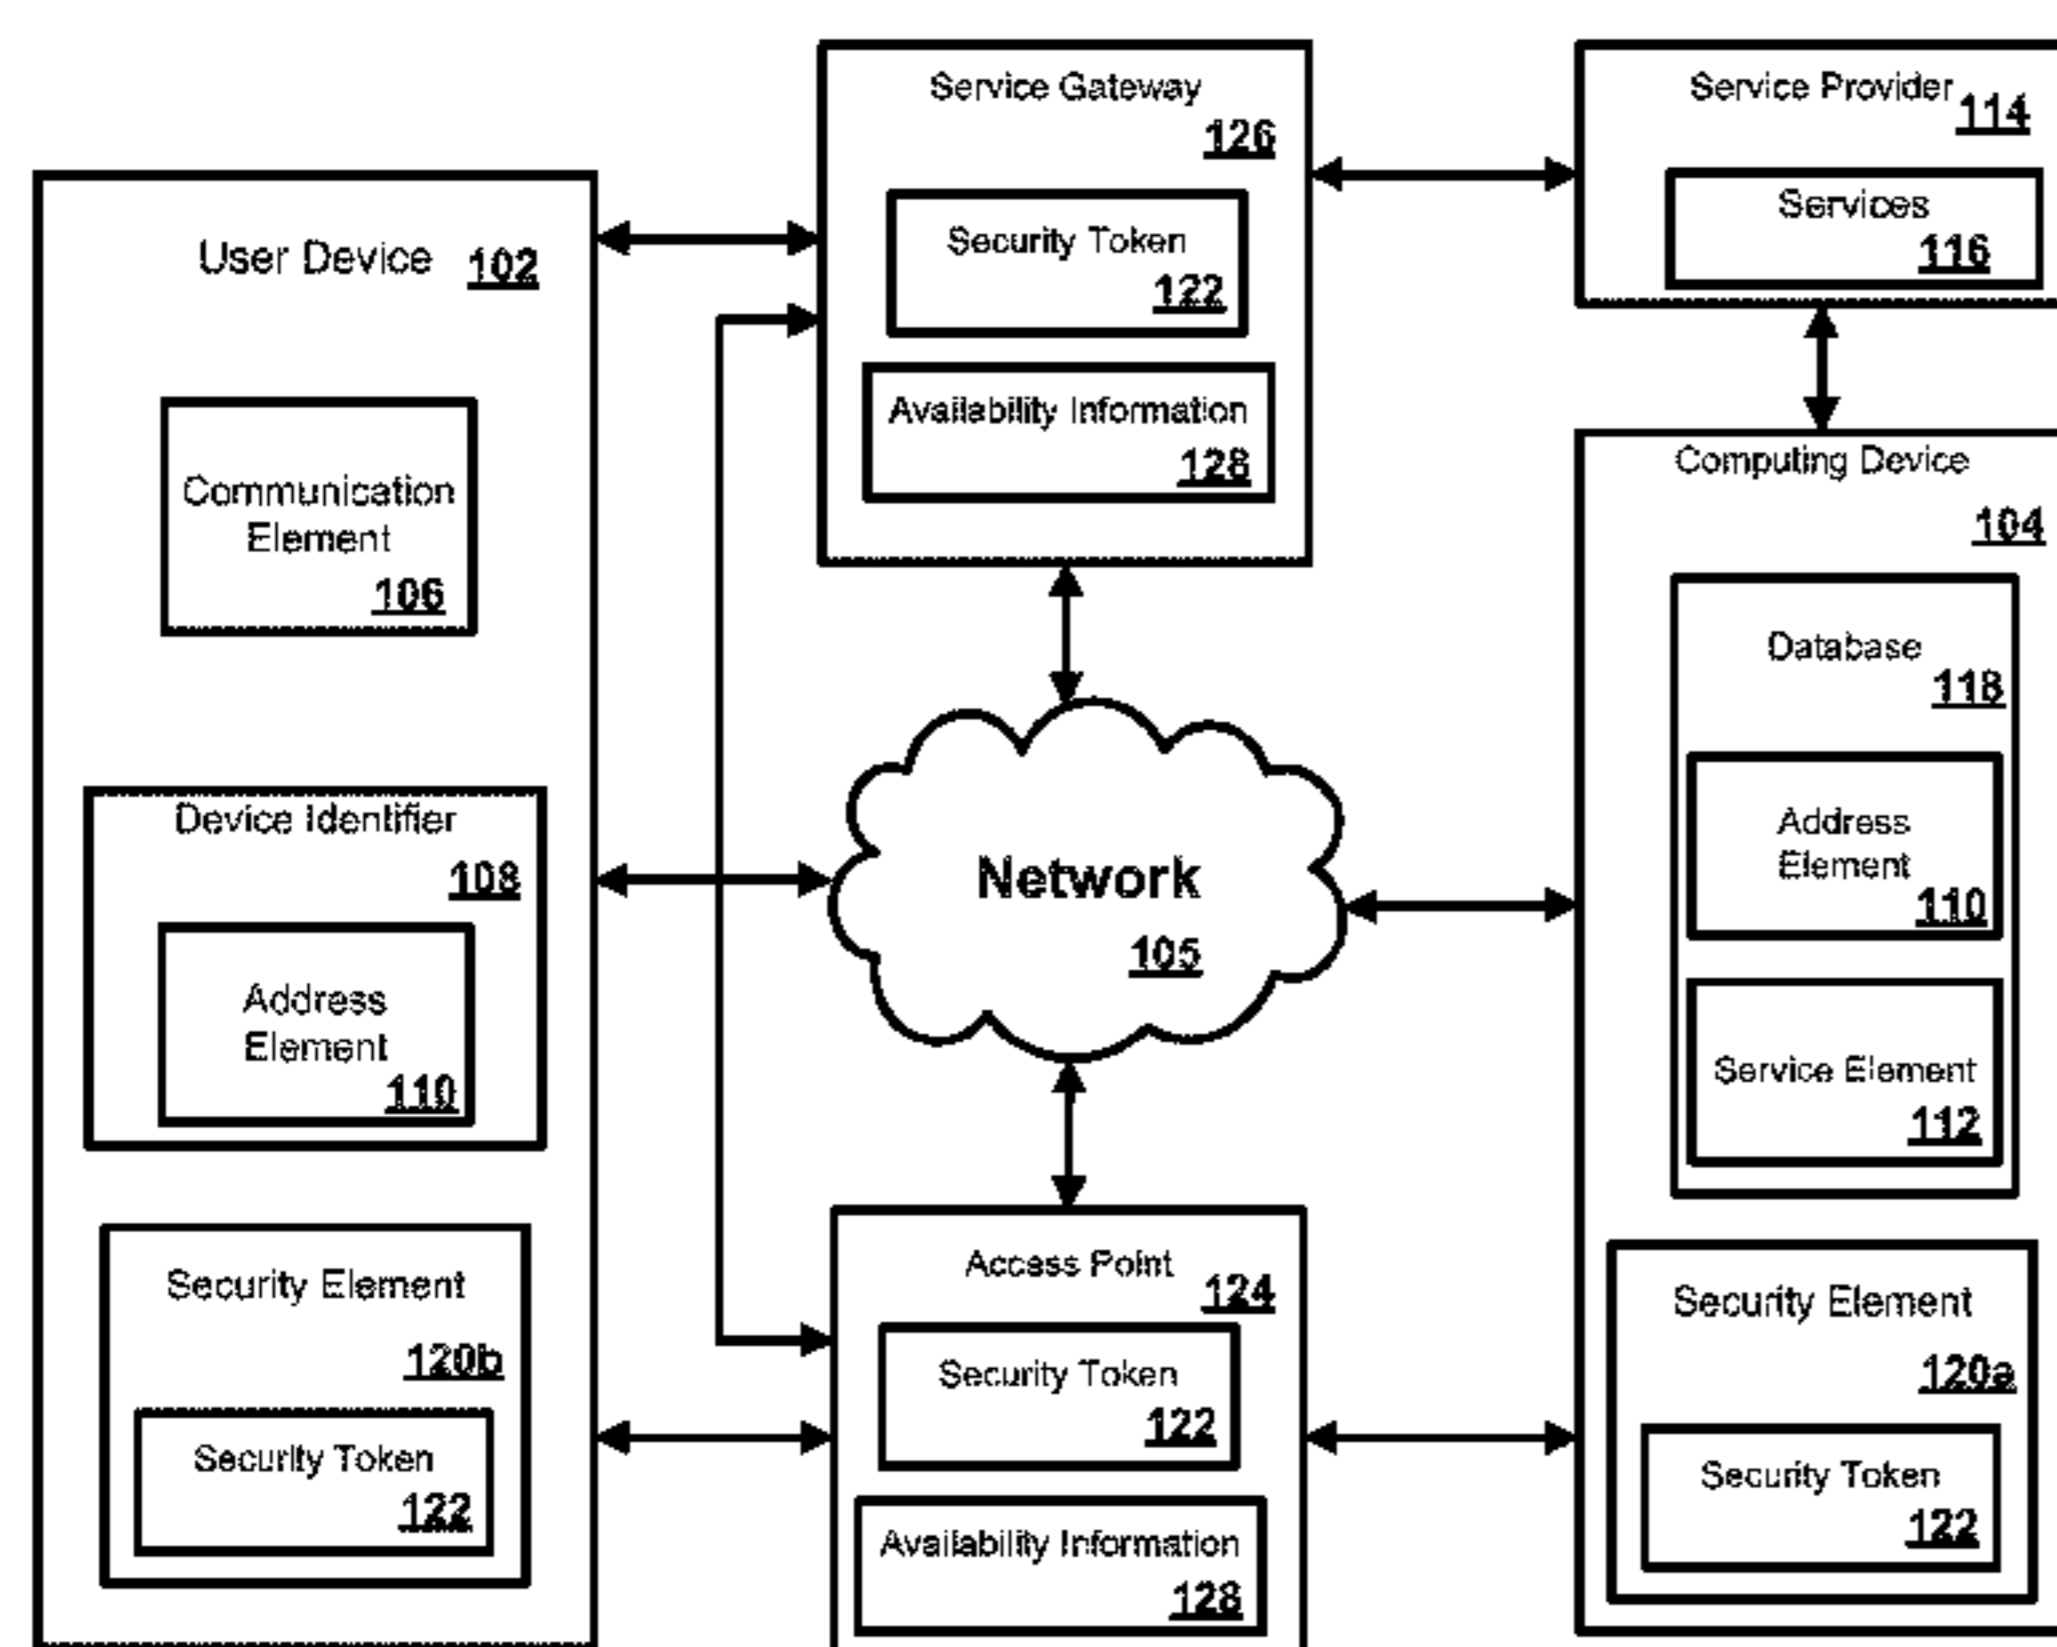 User Device 102
Communication
Element
106
Device Identifier
108
Address
Element
110
Security Element
120b
Security Token
122
Service Gateway
126
Security Token
122
Availability Information
128
Network
105
Access Point
124
Security Token
122
Availability Information
128
Service Provider
114
Services
116
Computing Device
104
Database
118
Address
Element
110
Service Element
112
Security Element
120a
Security Token
122